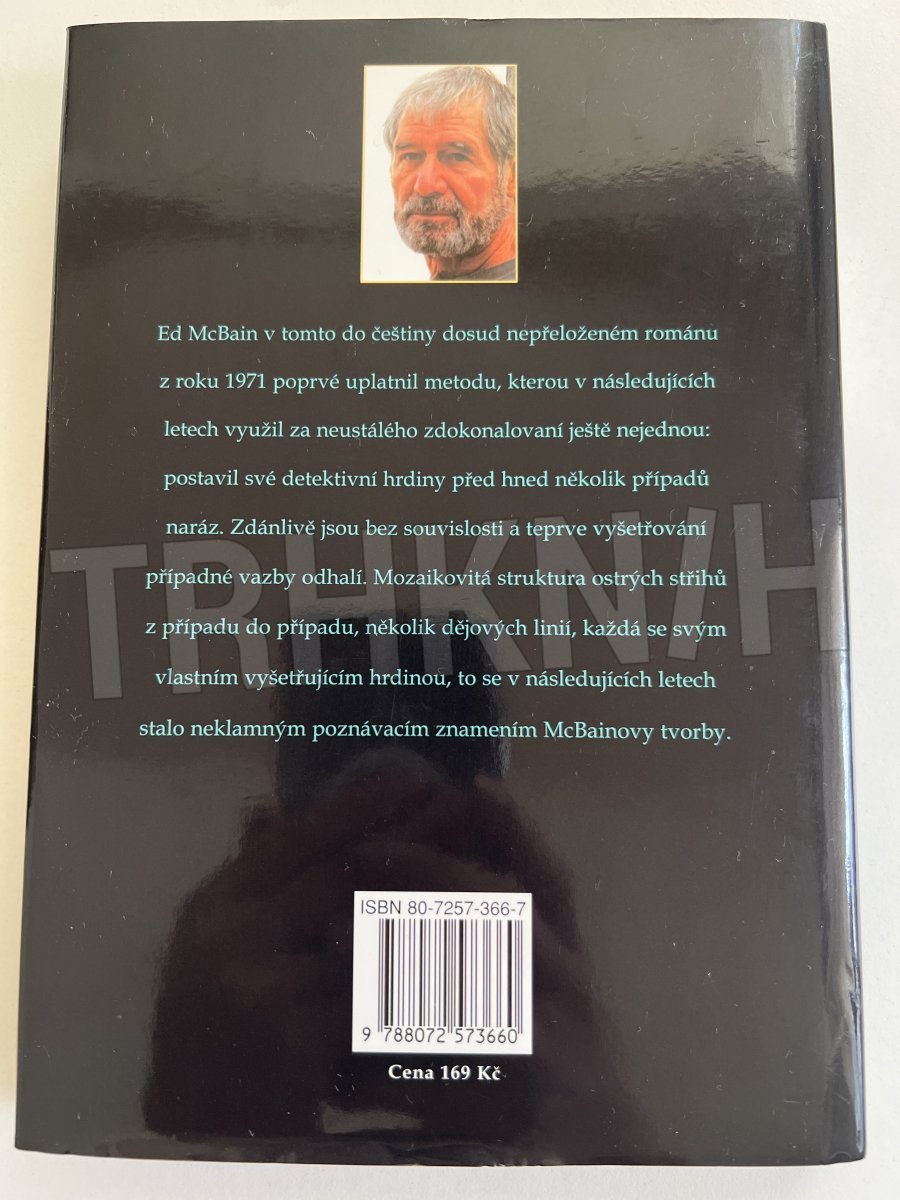 Ed McBain v tomto do češtiny dosud nepřeloženém románu
z roku 1971 poprvé uplatnil metodu, kterou v následujících
letech využil za neustálého zdokonalovaní ještě nejednou:
postavil své detektivní hrdiny před hned několik případů
naráz. Zdánlivě jsou bez souvislosti a teprve vyšetřování
případné vazby odhalí. Mozaikovitá struktura ostrých střihů
z případu do případu, několik dějových linií, každá se svým
vlastním vyšetřujícím hrdinou, to se v následujících letech
stalo neklamným poznávacím znamením McBainovy tvorby.
TRHKNIH
ISBN 80-7257-366-7
9 788072 573660
Cena 169 Kč